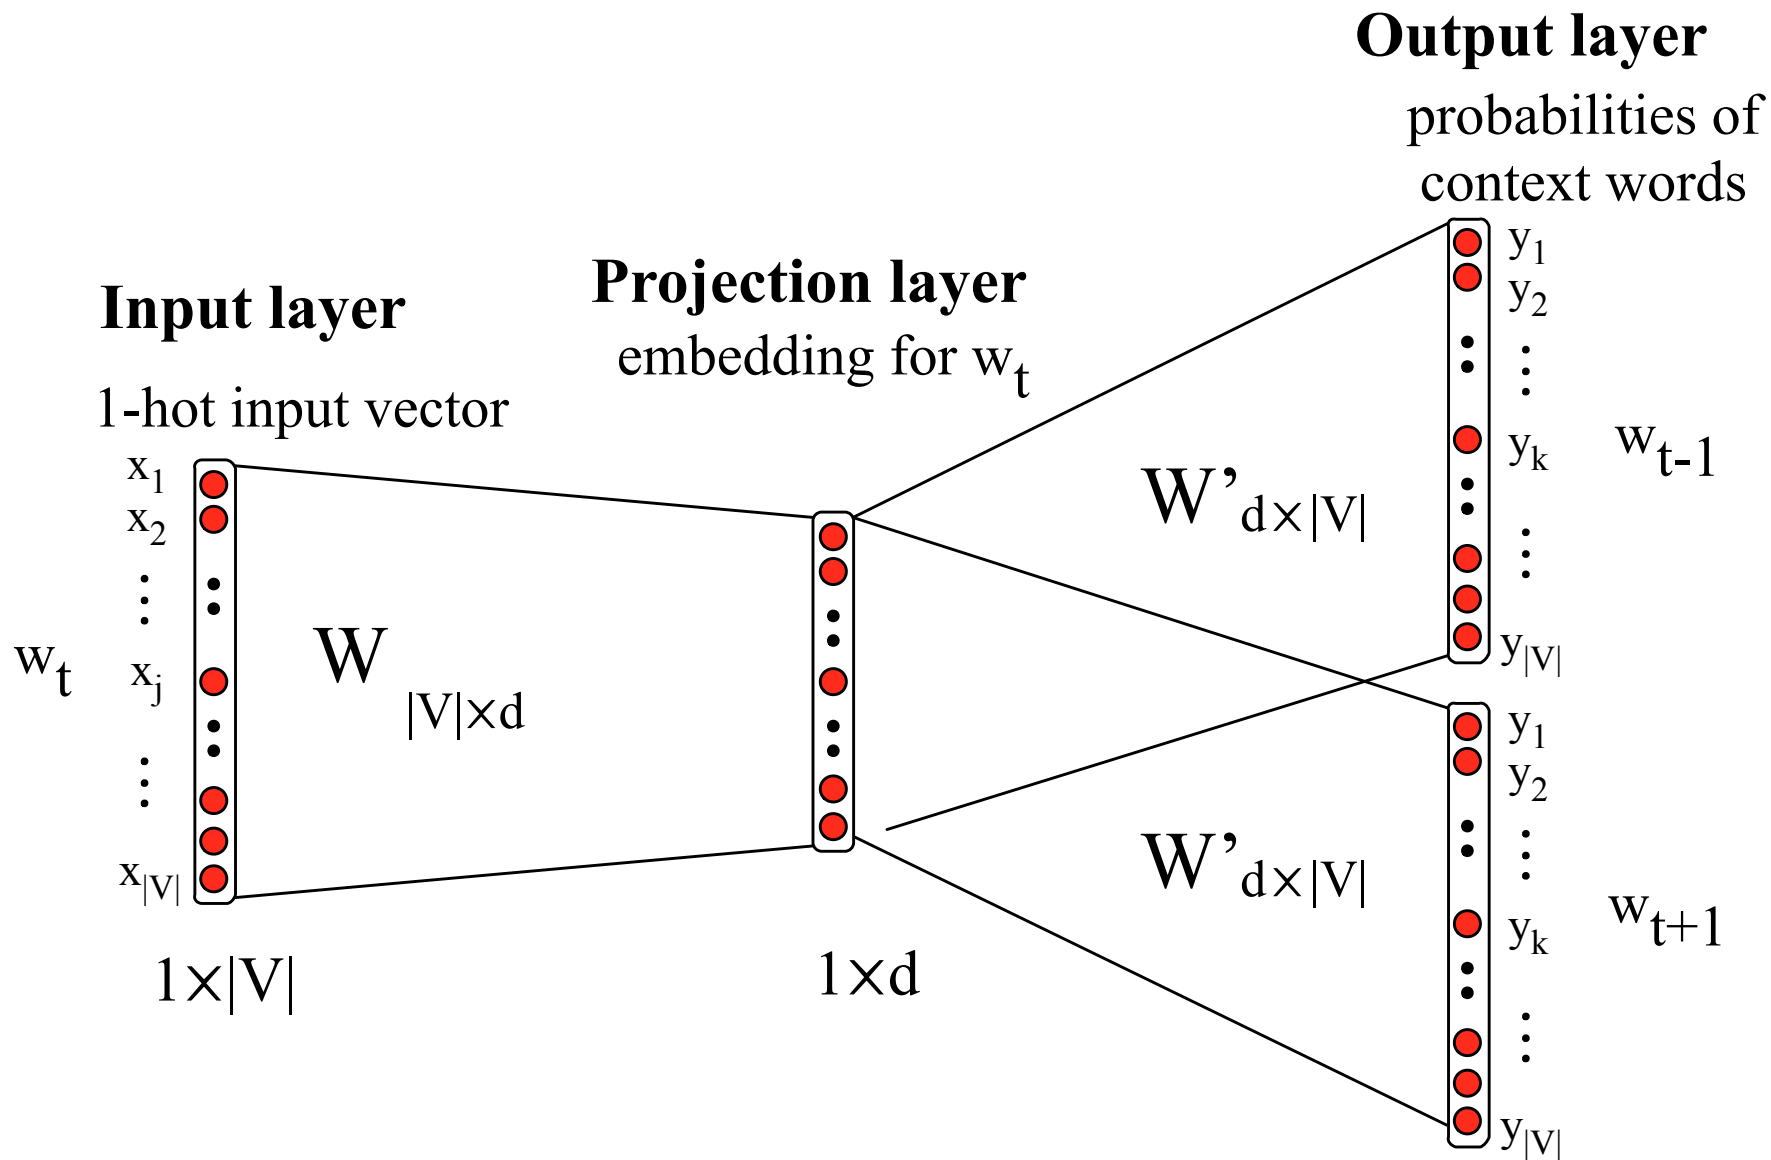 Output layer
probabilities of
context words
Projection layer
embedding for wt
Input layer
1-hot input vector
x1
x2
xj
x|V|
wt
W |V|×d
1×|V|
1×d
W’d×|V|
y1
y2
yk
y|V|
wt-1
W’d×|V|
y1
y2
yk
y|V|
wt+1